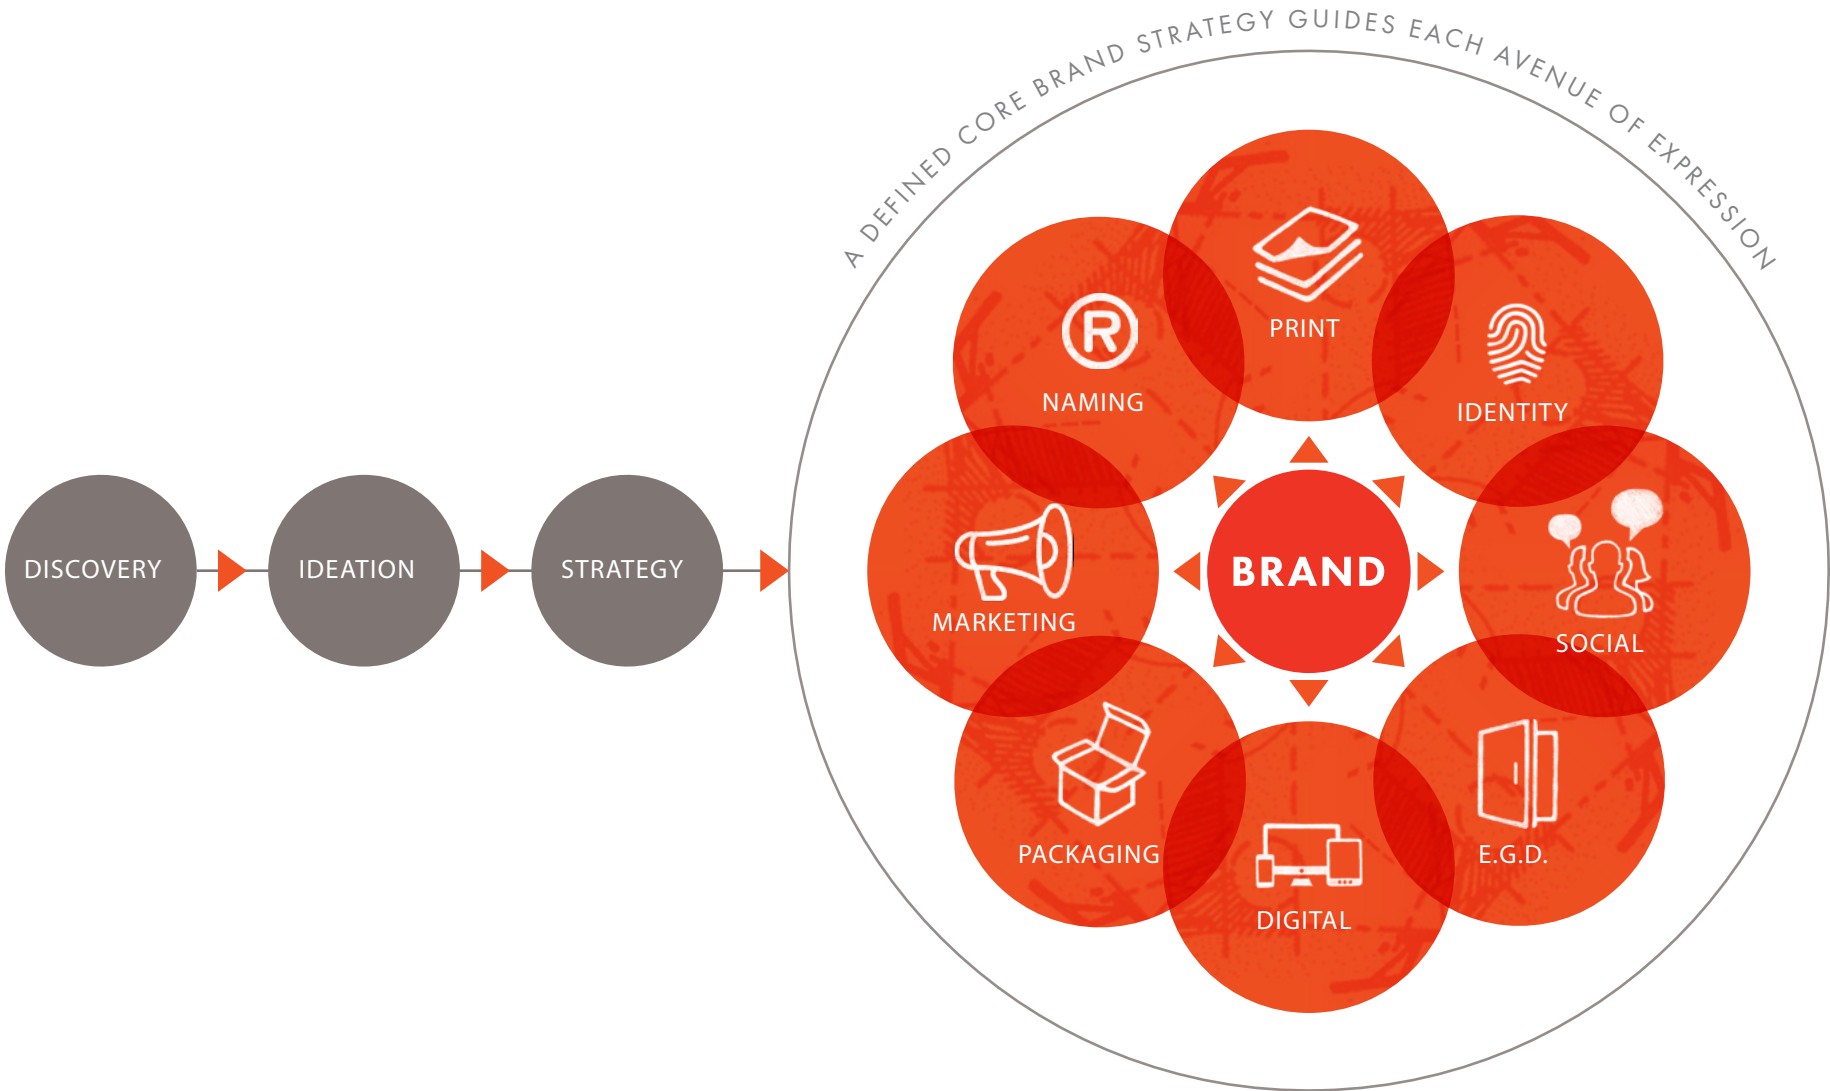 A DEFINED CORE BRAND STRATEGY GUIDES EACH AVENUE OF EXPRESSION
DISCOVERY
IDEATION
STRATEGY
BRAND
PRINT
IDENTITY
SOCIAL
E.G.D.
DIGITAL
PACKAGING
MARKETING
NAMING
R